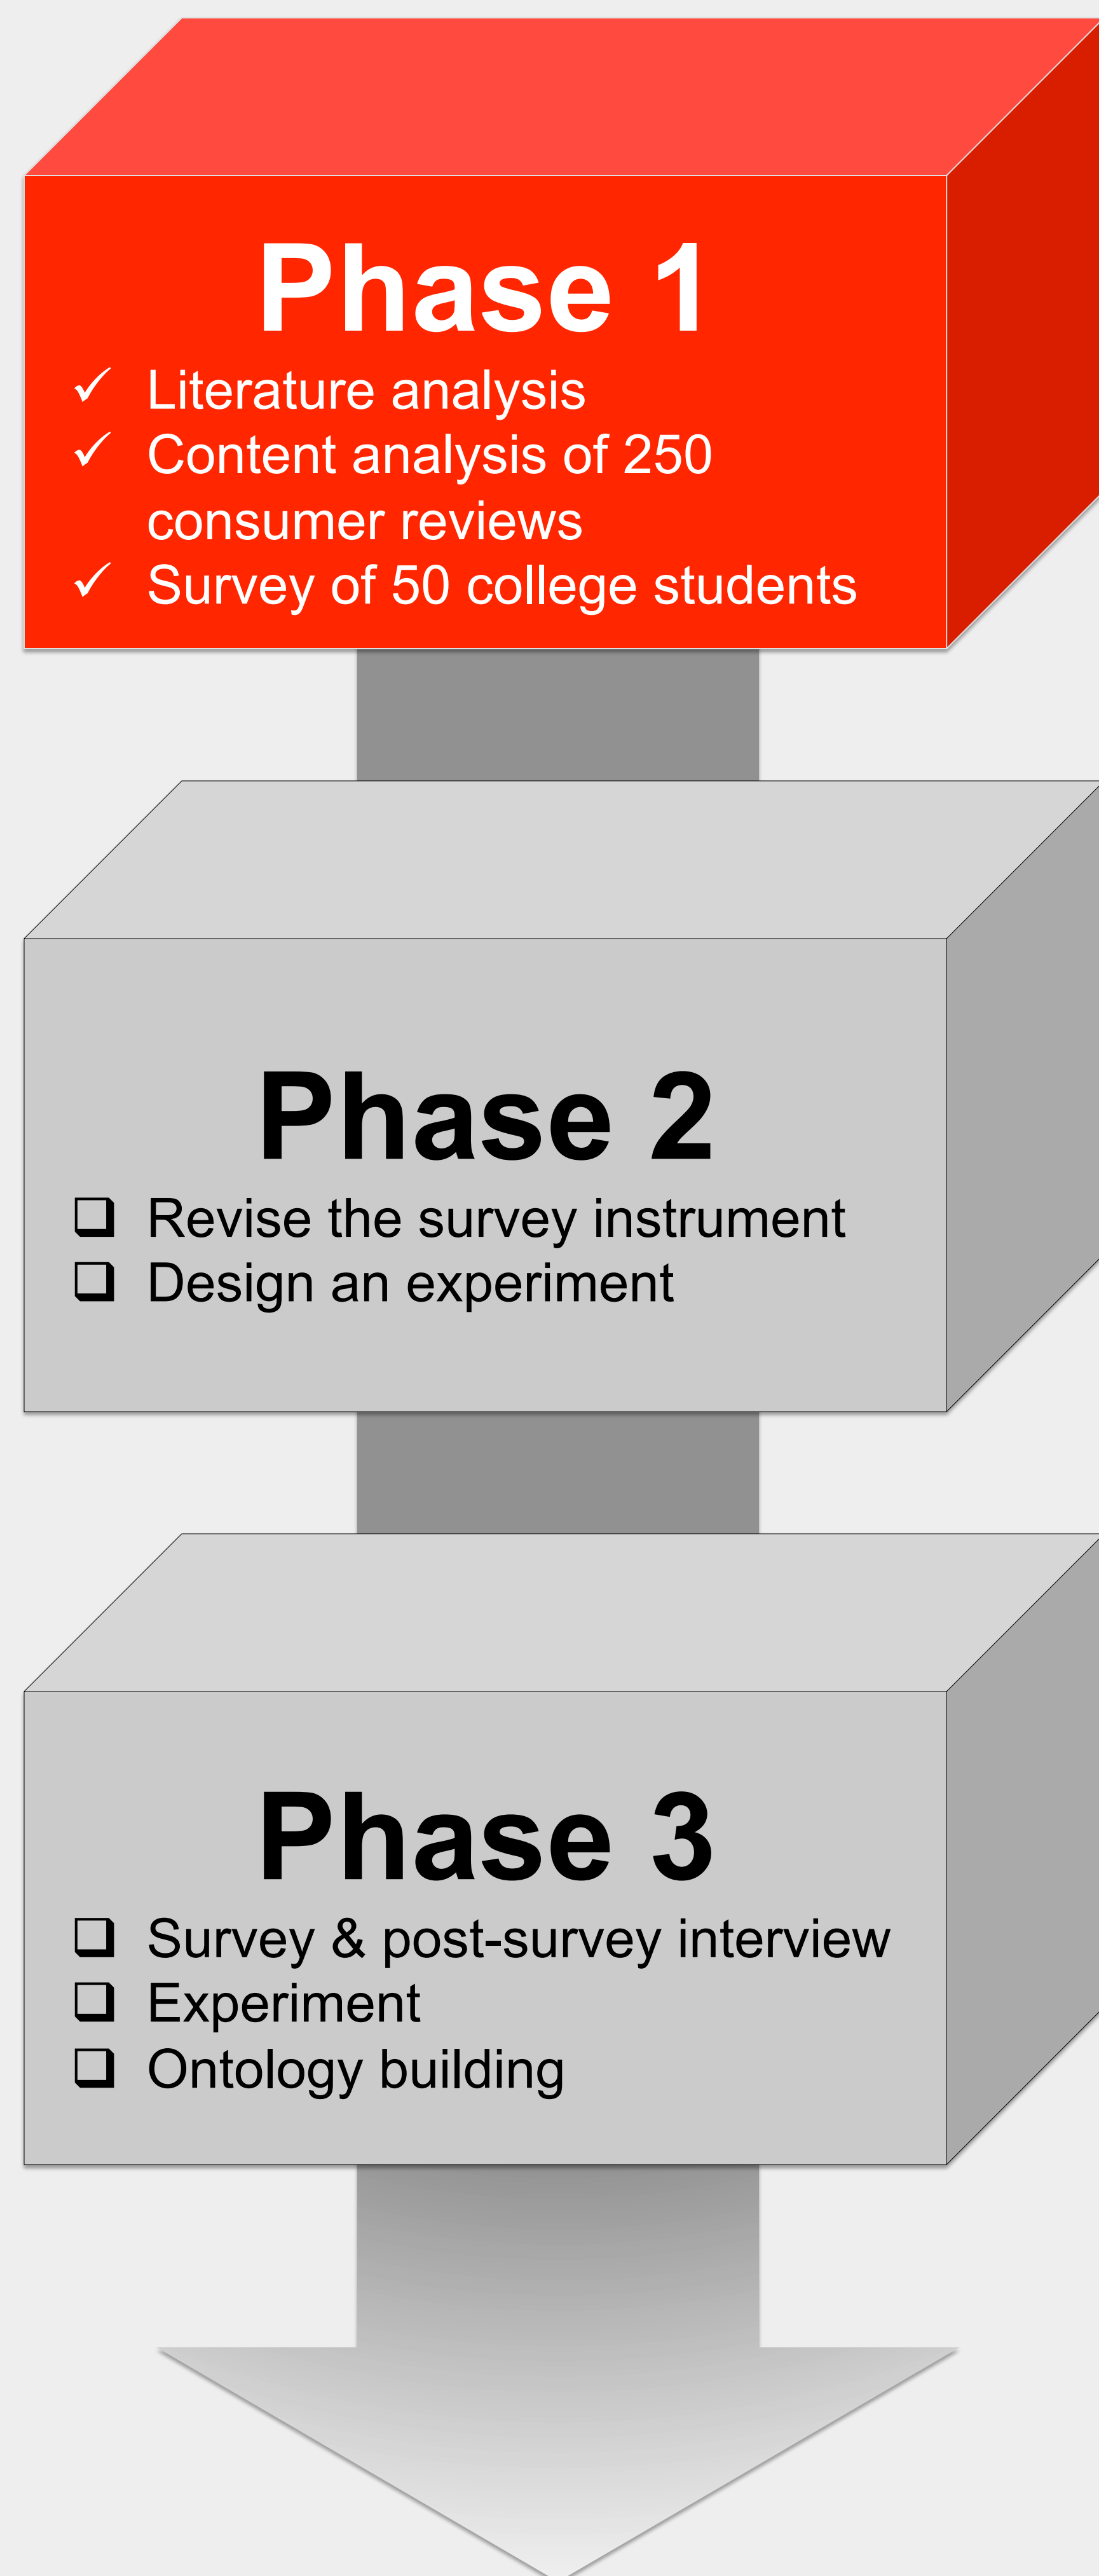 Phase 1
✓ Literature analysis
✓ Content analysis of 250
consumer reviews
✓ Survey of 50 college students
Phase 2
❑ Revise the survey instrument
❑ Design an experiment
Phase 3
❑ Survey & post-survey interview
❑ Experiment
❑ Ontology building